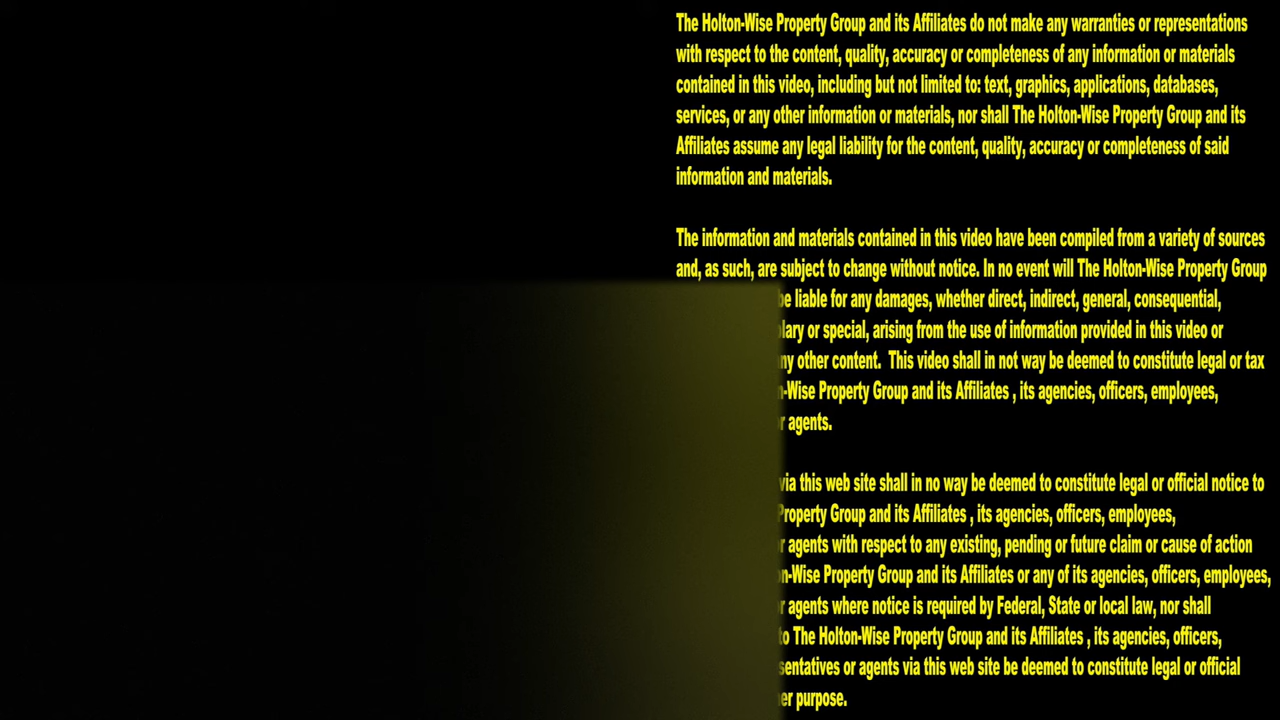 The Holton-Wise Property Group and its Affiliates do not make any warranties or representations
with respect to the content, quality, accuracy or completeness of any information or materials
contained in this video, including but not limited to: text, graphics, applications, databases,
services, or any other information or materials, nor shall The Holton-Wise Property Group and its
Affiliates assume any legal liability for the content, quality, accuracy or completeness of said
information and materials.
The information and materials contained in this video have been compiled from a variety of sources
and, as such, are subject to change without notice. In no event will The Holton-Wise Property Group
be liable for any damages, whether direct, indirect, general, consequential,
or special, arising from the use of information provided in this video or
other content. This video shall in not way be deemed to constitute legal or tax
Property Group and its Affiliates , its agencies, officers, employees,
agents.
via this web site shall in no way be deemed to constitute legal or official notice to
Property Group and its Affiliates , its agencies, officers, employees,
agents with respect to any existing, pending or future claim or cause of action
Property Group and its Affiliates or any of its agencies, officers, employees,
agents where notice is required by Federal, State or local law, nor shall
The Holton-Wise Property Group and its Affiliates , its agencies, officers,
or agents via this web site be deemed to constitute legal or official
purpose.